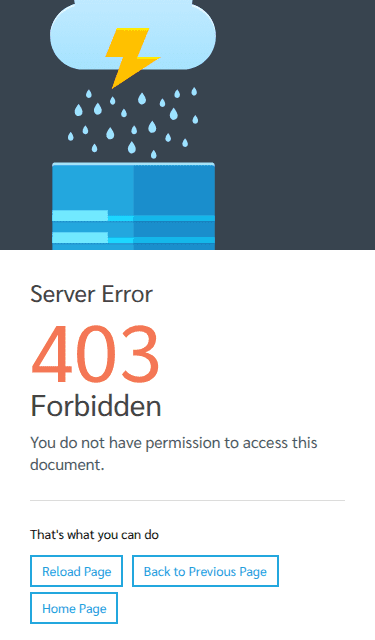 Server Error
403
Forbidden
You do not have permission to access this
document.
That's what you can do
Reload Page
Back to Previous Page
Home Page